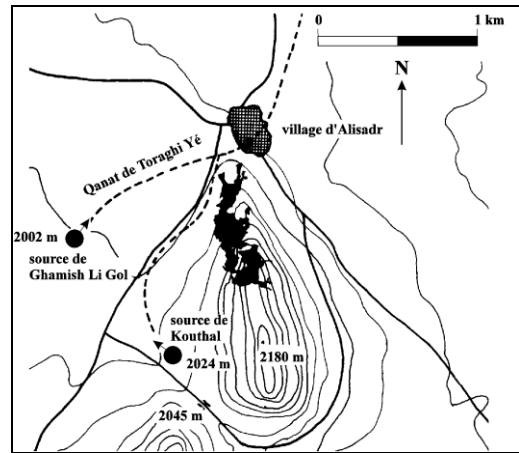 0
1 km
N
village d'Alisadr
Qanat de Toraghi Yé
2002 m
source de
Ghamish Li Gol
source de
Kouthal
2024 m
2180 m
2045 m